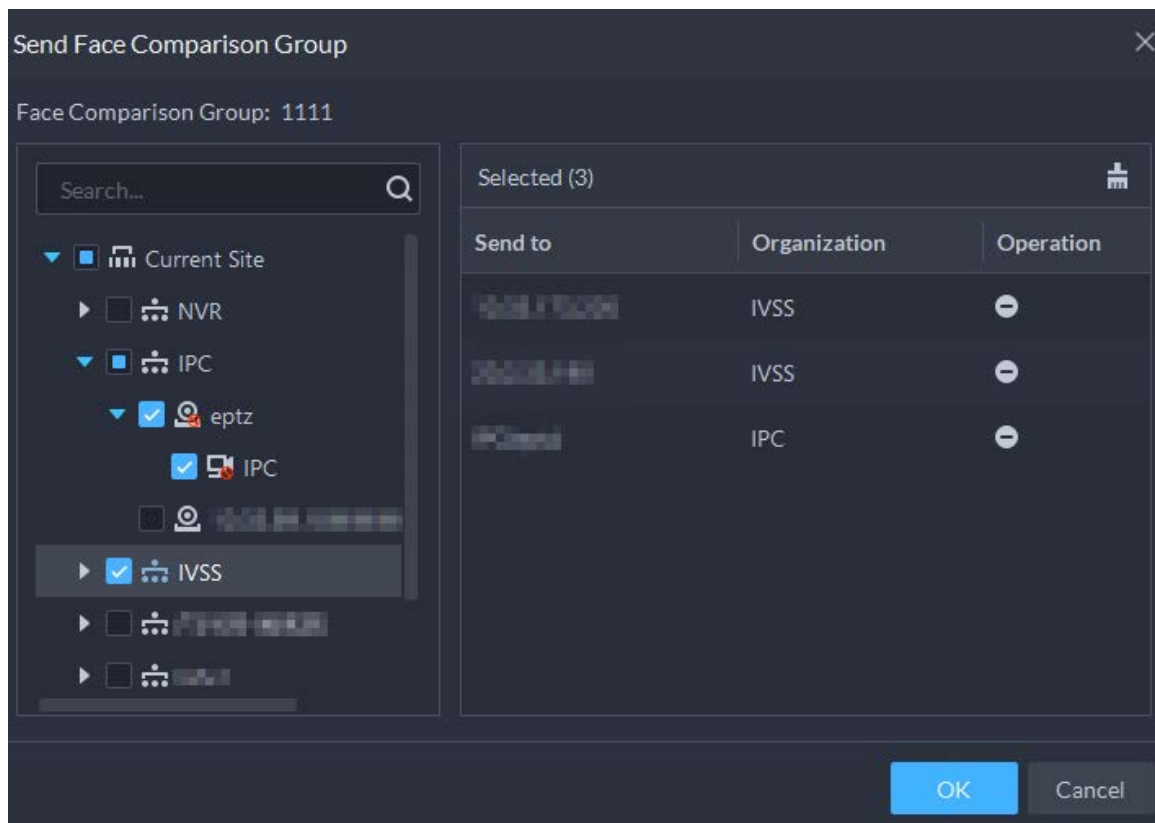 Send Face Comparison Group
Face Comparison Group: 1111
Search...
Current Site
NVR
IPC
eptz
IPC
IVSS
Selected (3)
Send to Organization Operation
IVSS
IVSS
IPC
OK Cancel